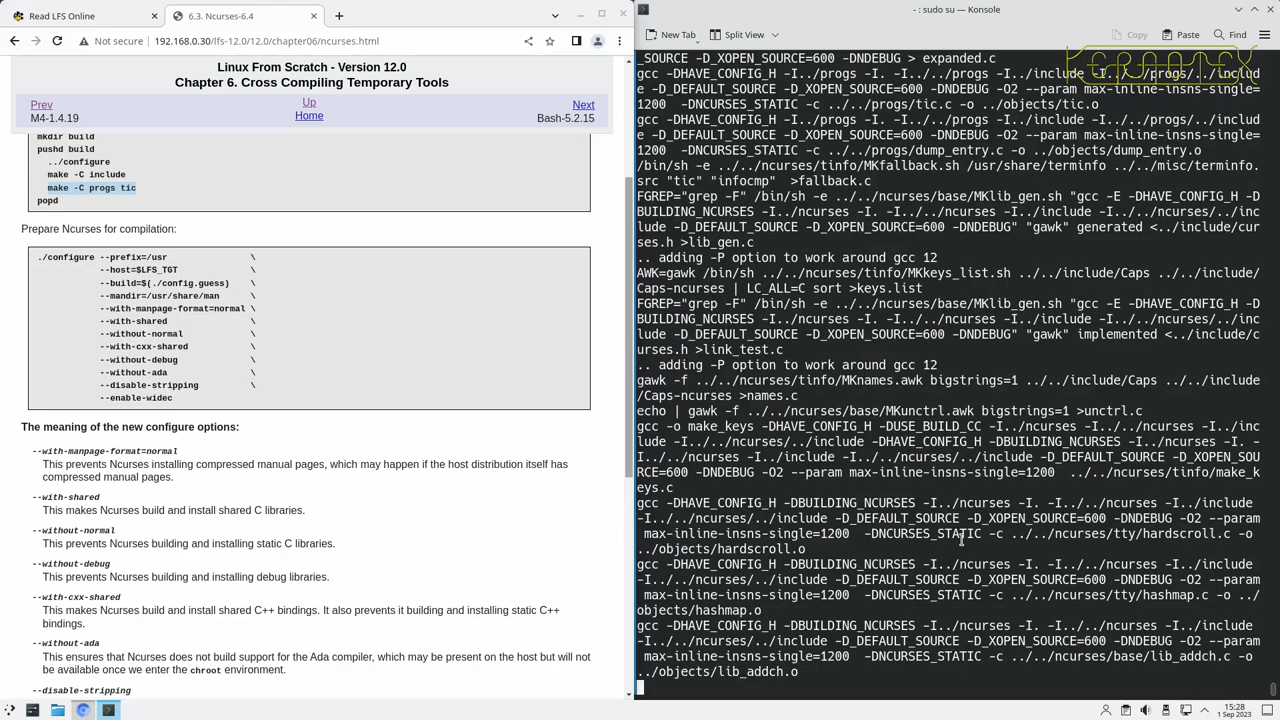 Read LFS Online
6.3. Ncurses-6.4
Not secure
192.168.0.30/lfs-12.0/12.0/chapter06/ncurses.html
Linux From Scratch - Version 12.0
Chapter 6. Cross Compiling Temporary Tools
Prev
Up
Next
M4-1.4.19
Home
Bash-5.2.15
mkdir build
pushd build
../configure
make -C include
make -C progs tic
popd
Prepare Ncurses for compilation:
./configure --prefix=/usr \
--host=$LFS_TGT \
--build=$(./config.guess) \
--mandir=/usr/share/man \
--with-manpage-format=normal \
--with-shared \
--without-normal \
--with-cxx-shared \
--without-debug \
--without-ada \
--disable-stripping \
--enable-widec
The meaning of the new configure options:
--with-manpage-format=normal
This prevents Ncurses installing compressed manual pages, which may happen if the host distribution itself has
compressed manual pages.
--with-shared
This makes Ncurses build and install shared C libraries.
--without-normal
This prevents Ncurses building and installing static C libraries.
--without-debug
This prevents Ncurses building and installing debug libraries.
--with-cxx-shared
This makes Ncurses build and install shared C++ bindings. It also prevents it building and installing static C++
bindings.
--without-ada
This ensures that Ncurses does not build support for the Ada compiler, which may be present on the host but will not
be available once we enter the chroot environment.
--disable-stripping
- : sudo su — Konsole
New Tab
Split View
Copy
Paste
Find
KERNOTEX
_SOURCE -D_XOPEN_SOURCE=600 -DNDEBUG > expanded.c
gcc -DHAVE_CONFIG_H -I../progs -I. -I../../progs -I../include -I../../progs/../includ
e -D_DEFAULT_SOURCE -D_XOPEN_SOURCE=600 -DNDEBUG -O2 --param max-inline-insns-single=
1200  -DNCURSES_STATIC -c ../../progs/tic.c -o ../objects/tic.o
gcc -DHAVE_CONFIG_H -I../progs -I. -I../../progs -I../include -I../../progs/../includ
e -D_DEFAULT_SOURCE -D_XOPEN_SOURCE=600 -DNDEBUG -O2 --param max-inline-insns-single=
1200  -DNCURSES_STATIC -c ../../progs/dump_entry.c -o ../objects/dump_entry.o
/bin/sh -e ../../ncurses/tinfo/MKfallback.sh /usr/share/terminfo ../../misc/terminfo.
src "tic" "infocmp"  >fallback.c
FGREP="grep -F" /bin/sh -e ../../ncurses/base/MKlib_gen.sh "gcc -E -DHAVE_CONFIG_H -D
BUILDING_NCURSES -I../ncurses -I. -I../../ncurses -I../include -I../../ncurses/../inc
lude -D_DEFAULT_SOURCE -D_XOPEN_SOURCE=600 -DNDEBUG" "gawk" generated <../include/cur
ses.h >lib_gen.c
.. adding -P option to work around gcc 12
AWK=gawk /bin/sh ../../ncurses/tinfo/MKkeys_list.sh ../../include/Caps ../../include/
Caps-ncurses | LC_ALL=C sort >keys.list
FGREP="grep -F" /bin/sh -e ../../ncurses/base/MKlib_gen.sh "gcc -E -DHAVE_CONFIG_H -D
BUILDING_NCURSES -I../ncurses -I. -I../../ncurses -I../include -I../../ncurses/../inc
lude -D_DEFAULT_SOURCE -D_XOPEN_SOURCE=600 -DNDEBUG" "gawk" implemented <../include/c
urses.h >link_test.c
.. adding -P option to work around gcc 12
gawk -f ../../ncurses/tinfo/MKnames.awk bigstrings=1 ../../include/Caps ../../include
/Caps-ncurses >names.c
echo | gawk -f ../../ncurses/base/MKunctrl.awk bigstrings=1 >unctrl.c
gcc -o make_keys -DHAVE_CONFIG_H -DUSE_BUILD_CC -I../ncurses -I. -I../../ncurses -I../inc
lude -I../../ncurses/../include -DHAVE_CONFIG_H -DBUILDING_NCURSES -I../ncurses -I. -
I../../ncurses -I../include -I../../ncurses/../include -D_DEFAULT_SOURCE -D_XOPEN_SOU
RCE=600 -DNDEBUG -O2 --param max-inline-insns-single=1200  ../../ncurses/tinfo/make_k
eys.c
gcc -DHAVE_CONFIG_H -DBUILDING_NCURSES -I../ncurses -I. -I../../ncurses -I../include
-I../../ncurses/../include -D_DEFAULT_SOURCE -D_XOPEN_SOURCE=600 -DNDEBUG -O2 --param
max-inline-insns-single=1200  -DNCURSES_STATIC -c ../../ncurses/tty/hardscroll.c -o
../objects/hardscroll.o
gcc -DHAVE_CONFIG_H -DBUILDING_NCURSES -I../ncurses -I. -I../../ncurses -I../include
-I../../ncurses/../include -D_DEFAULT_SOURCE -D_XOPEN_SOURCE=600 -DNDEBUG -O2 --param
max-inline-insns-single=1200  -DNCURSES_STATIC -c ../../ncurses/tty/hashmap.c -o ../
objects/hashmap.o
gcc -DHAVE_CONFIG_H -DBUILDING_NCURSES -I../ncurses -I. -I../../ncurses -I../include
-I../../ncurses/../include -D_DEFAULT_SOURCE -D_XOPEN_SOURCE=600 -DNDEBUG -O2 --param
max-inline-insns-single=1200  -DNCURSES_STATIC -c ../../ncurses/base/lib_addch.c -o
../objects/lib_addch.o
15:28
1 Sep 2023